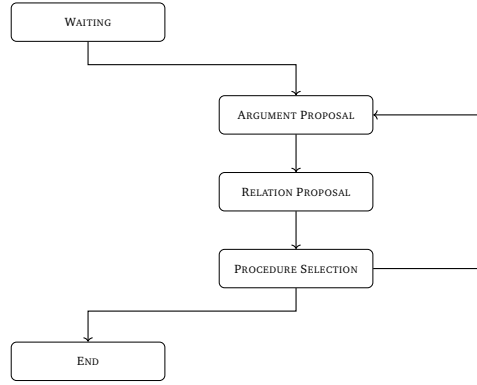 Waiting
Argument Proposal
Relation Proposal
Procedure Selection
End